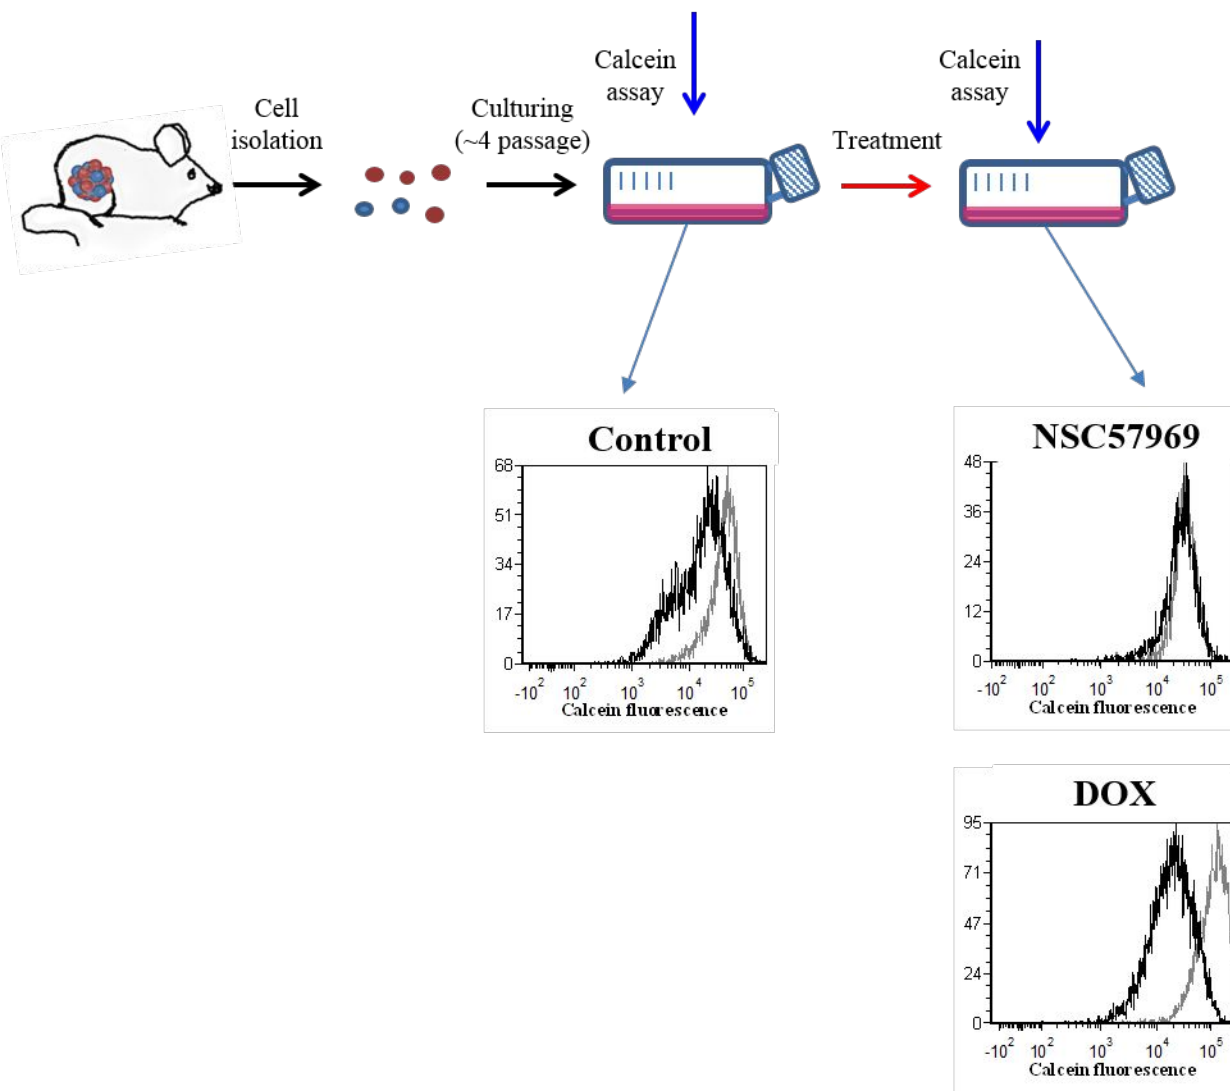 Cell
isolation
Culturing
(~4 passage)
Calcein
assay
Treatment
Calcein
assay
Control
68
51
34
17
0
-10² 10² 10³ 10⁴ 10⁵
Calcein fluorescence
NSC57969
48
36
24
12
0
-10² 10² 10³ 10⁴ 10⁵
Calcein fluorescence
DOX
95
71
47
24
0
-10² 10² 10³ 10⁴ 10⁵
Calcein fluorescence